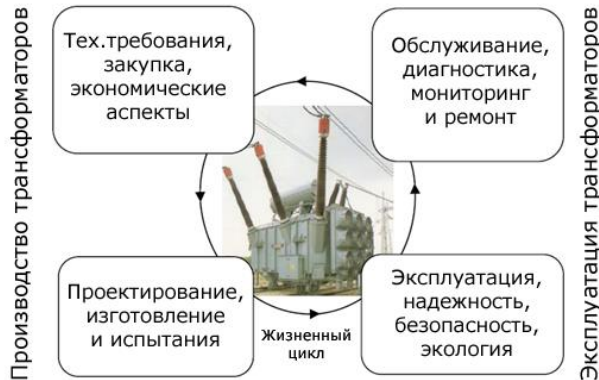 Производство трансформаторов
Тех.требования,
закупка,
экономические
аспекты
Обслуживание,
диагностика,
мониторинг
и ремонт
Проектирование,
изготовление
и испытания
Жизненный
цикл
Эксплуатация,
надежность,
безопасность,
экология
Эксплуатация трансформаторов